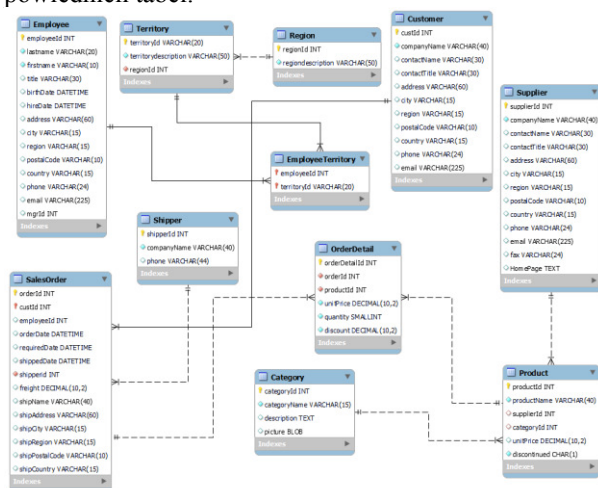 powiednich tabel.
Employee
employeeId INT
lastname VARCHAR(20)
firstname VARCHAR(10)
title VARCHAR(30)
birthDate DATETIME
hireDate DATETIME
address VARCHAR(60)
city VARCHAR(15)
region VARCHAR(15)
postalCode VARCHAR(10)
country VARCHAR(15)
phone VARCHAR(24)
email VARCHAR(225)
mgrId INT
Indexes
Territory
territoryId VARCHAR(20)
territorydescription VARCHAR(50)
regionId INT
Indexes
Region
regionId INT
regiondescription VARCHAR(50)
Indexes
Customer
custId INT
companyName VARCHAR(40)
contactName VARCHAR(30)
contactTitle VARCHAR(30)
address VARCHAR(60)
city VARCHAR(15)
region VARCHAR(15)
postalCode VARCHAR(10)
country VARCHAR(15)
phone VARCHAR(24)
email VARCHAR(225)
Indexes
Supplier
supplierId INT
companyName VARCHAR(40)
contactName VARCHAR(30)
contactTitle VARCHAR(30)
address VARCHAR(60)
city VARCHAR(15)
region VARCHAR(15)
postalCode VARCHAR(10)
country VARCHAR(15)
phone VARCHAR(24)
email VARCHAR(225)
fax VARCHAR(24)
HomePage TEXT
Indexes
EmployeeTerritory
employeeId INT
territoryId VARCHAR(20)
Indexes
Shipper
shipperId INT
companyName VARCHAR(40)
phone VARCHAR(44)
Indexes
OrderDetail
orderDetailId INT
orderId INT
productId INT
unitPrice DECIMAL(10,2)
quantity SMALLINT
discount DECIMAL(10,2)
Indexes
SalesOrder
orderId INT
custId INT
employeeId INT
orderDate DATETIME
requiredDate DATETIME
shippedDate DATETIME
shipperid INT
freight DECIMAL(10,2)
shipName VARCHAR(40)
shipAddress VARCHAR(60)
shipCity VARCHAR(15)
shipRegion VARCHAR(15)
shipPostalCode VARCHAR(10)
shipCountry VARCHAR(15)
Indexes
Category
categoryId INT
categoryName VARCHAR(15)
description TEXT
picture BLOB
Indexes
Product
productId INT
productName VARCHAR(40)
supplierId INT
categoryId INT
unitPrice DECIMAL(10,2)
discontinued CHAR(1)
Indexes